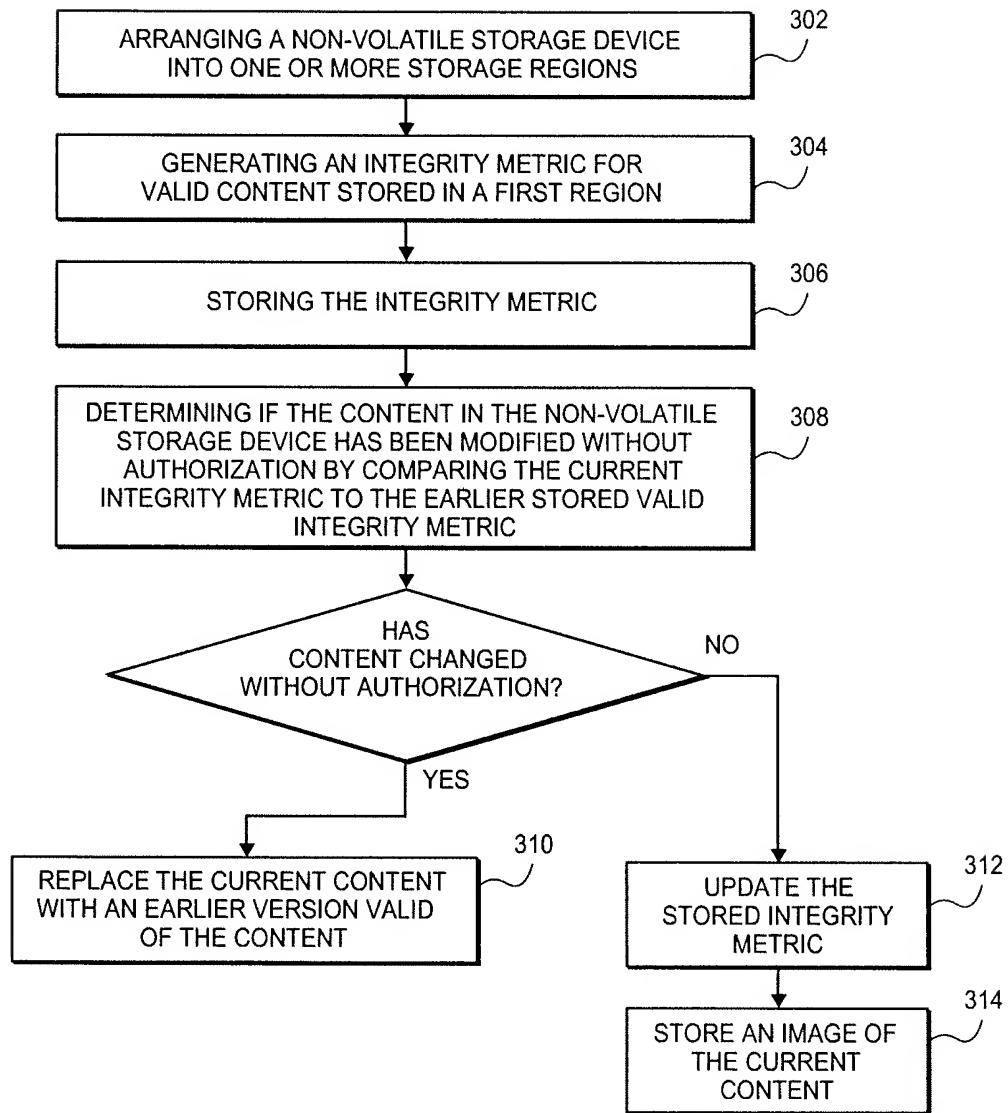 ARRANGING A NON-VOLATILE STORAGE DEVICE
INTO ONE OR MORE STORAGE REGIONS
302
GENERATING AN INTEGRITY METRIC FOR
VALID CONTENT STORED IN A FIRST REGION
304
STORING THE INTEGRITY METRIC
306
DETERMINING IF THE CONTENT IN THE NON-VOLATILE
STORAGE DEVICE HAS BEEN MODIFIED WITHOUT
AUTHORIZATION BY COMPARING THE CURRENT
INTEGRITY METRIC TO THE EARLIER STORED VALID
INTEGRITY METRIC
308
HAS
CONTENT CHANGED
WITHOUT AUTHORIZATION?
NO
YES
REPLACE THE CURRENT CONTENT
WITH AN EARLIER VERSION VALID
OF THE CONTENT
310
UPDATE THE
STORED INTEGRITY
METRIC
312
STORE AN IMAGE OF
THE CURRENT
CONTENT
314